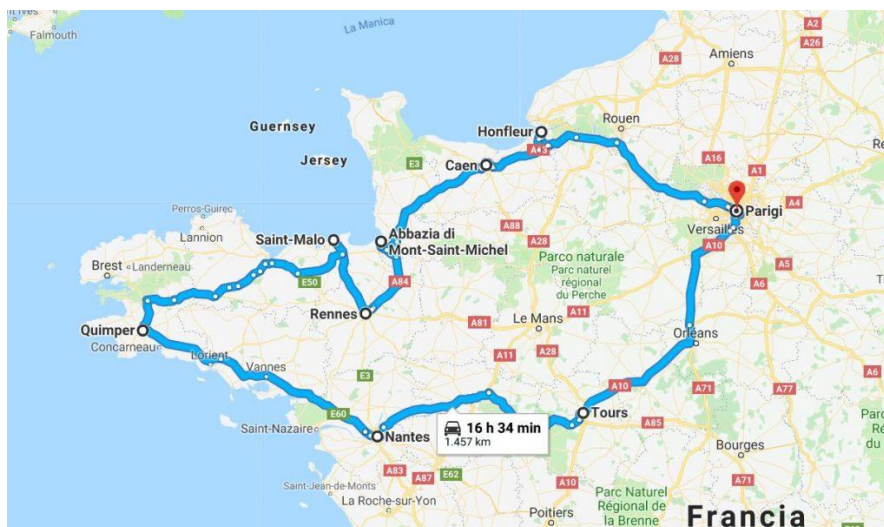 St Ives
Plymouth
Falmouth
La Manica
A28
A2
A26
Amiens
A29
Guernsey
Jersey
Honfleur
Rouen
Caen
E3
A13
A16
A1
Parigi
A4
Versailles
A10
A5
A6
Perros-Guirec
Lannion
Saint-Malo
Abbazia di
Mont-Saint-Michel
A88
A28
Parco naturale
Parc naturel
régional
du Perche
A11
Brest
Landerneau
E50
A84
Rennes
Quimper
Concarneau
A81
Le Mans
Orléans
Lorient
Vannes
A11
A28
A10
A71
A77
A6
E3
E60
Saint-Nazaire
Nantes
16 h 34 min
1.457 km
Tours
A85
Bourges
A83
A87
E62
A10
A71
Saint-Jean-de-Monts
La Roche-sur-Yon
Poitiers
Parc Naturel
Régional de
la Brenne
Francia